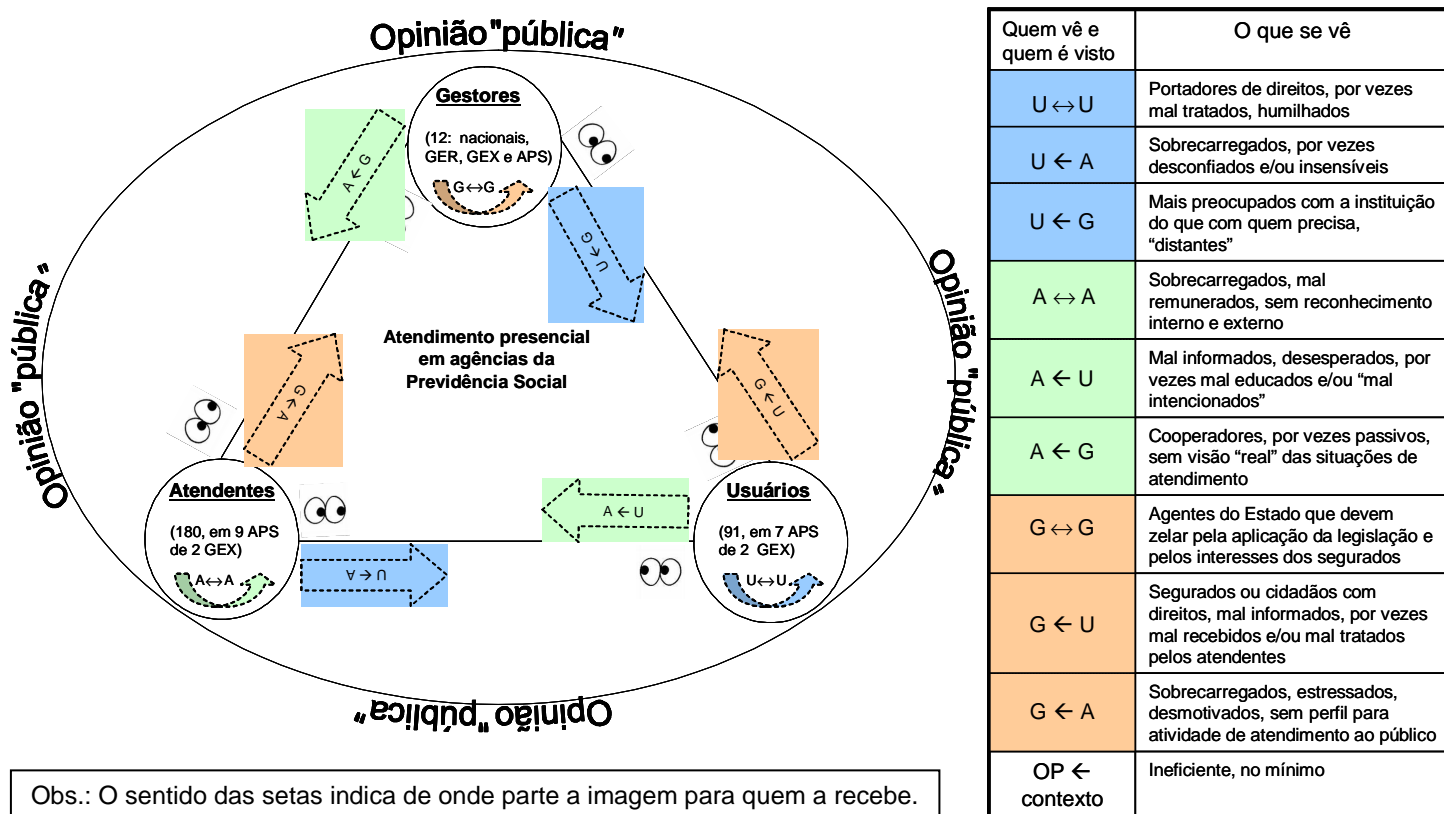 Opinião "pública"
Gestores
(12: nacionais,
GER, GEX e APS)
G↔G
A ← G
U ← G
Opinião "pública"
Opinião "pública"
Atendimento presencial
em agências da
Previdência Social
G ← A
G ← U
Atendentes
(180, em 9 APS
de 2 GEX)
A↔A
U ← A
A ← U
Usuários
(91, em 7 APS
de 2 GEX)
U↔U
Opinião "pública"
Obs.: O sentido das setas indica de onde parte a imagem para quem a recebe.
Quem vê e
quem é visto
O que se vê
U ↔ U
Portadores de direitos, por vezes
mal tratados, humilhados
U ← A
Sobrecarregados, por vezes
desconfiados e/ou insensíveis
U ← G
Mais preocupados com a instituição
do que com quem precisa,
“distantes”
A ↔ A
Sobrecarregados, mal
remunerados, sem reconhecimento
interno e externo
A ← U
Mal informados, desesperados, por
vezes mal educados e/ou “mal
intencionados”
A ← G
Cooperadores, por vezes passivos,
sem visão “real” das situações de
atendimento
G ↔ G
Agentes do Estado que devem
zelar pela aplicação da legislação e
pelos interesses dos segurados
G ← U
Segurados ou cidadãos com
direitos, mal informados, por vezes
mal recebidos e/ou mal tratados
pelos atendentes
G ← A
Sobrecarregados, estressados,
desmotivados, sem perfil para
atividade de atendimento ao público
OP ←
contexto
Ineficiente, no mínimo